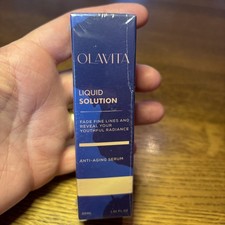 OLAVITA
LIQUID
SOLUTION
FADE FINE LINES AND
REVEAL YOUR
YOUTHFUL RADIANCE
ANTI-AGING SERUM